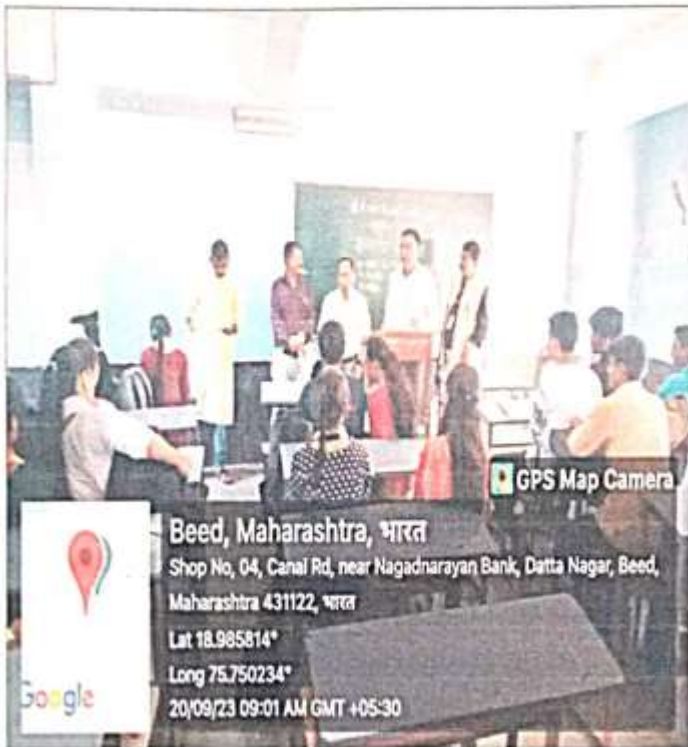 GPS Map Camera
Beed, Maharashtra, भारत
Shop No, 04, Canal Rd, near Nagadnarayan Bank, Datta Nagar, Beed,
Maharashtra 431122, भारत
Lat 18.985814°
Long 75.750234°
20/09/23 09:01 AM GMT +05:30
Google